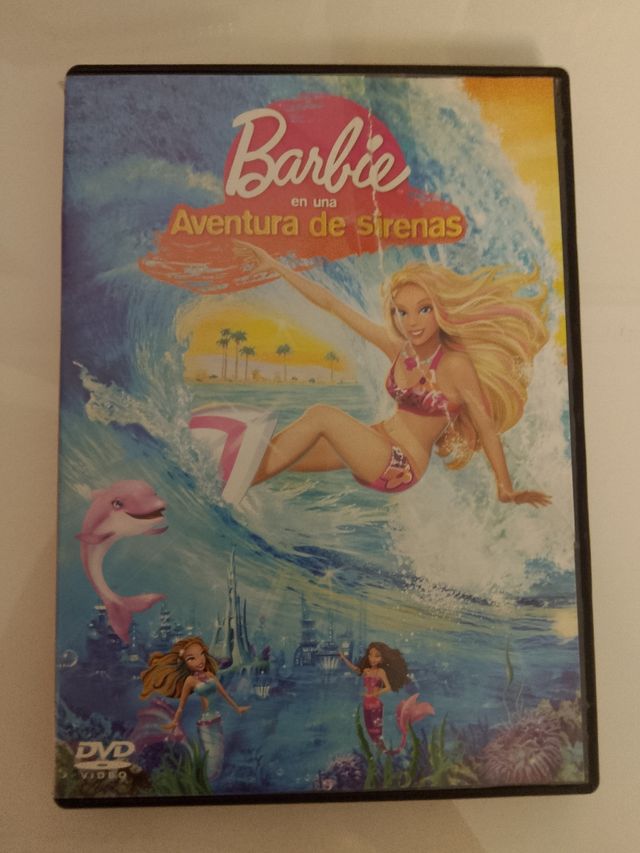 Barbie
en una
Aventura de sirenas
DVD
VIDEO